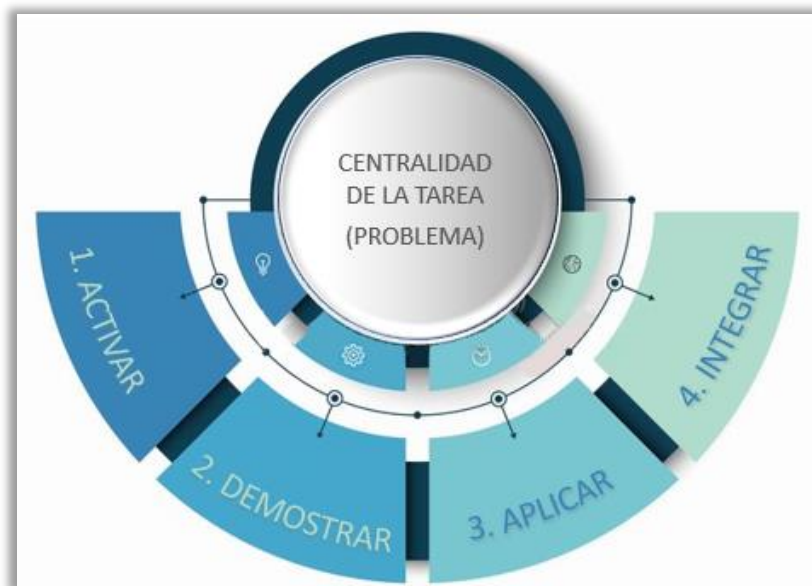 CENTRALIDAD
DE LA TAREA
(PROBLEMA)
1. ACTIVAR
2. DEMOSTRAR
3. APLICAR
4. INTEGRAR